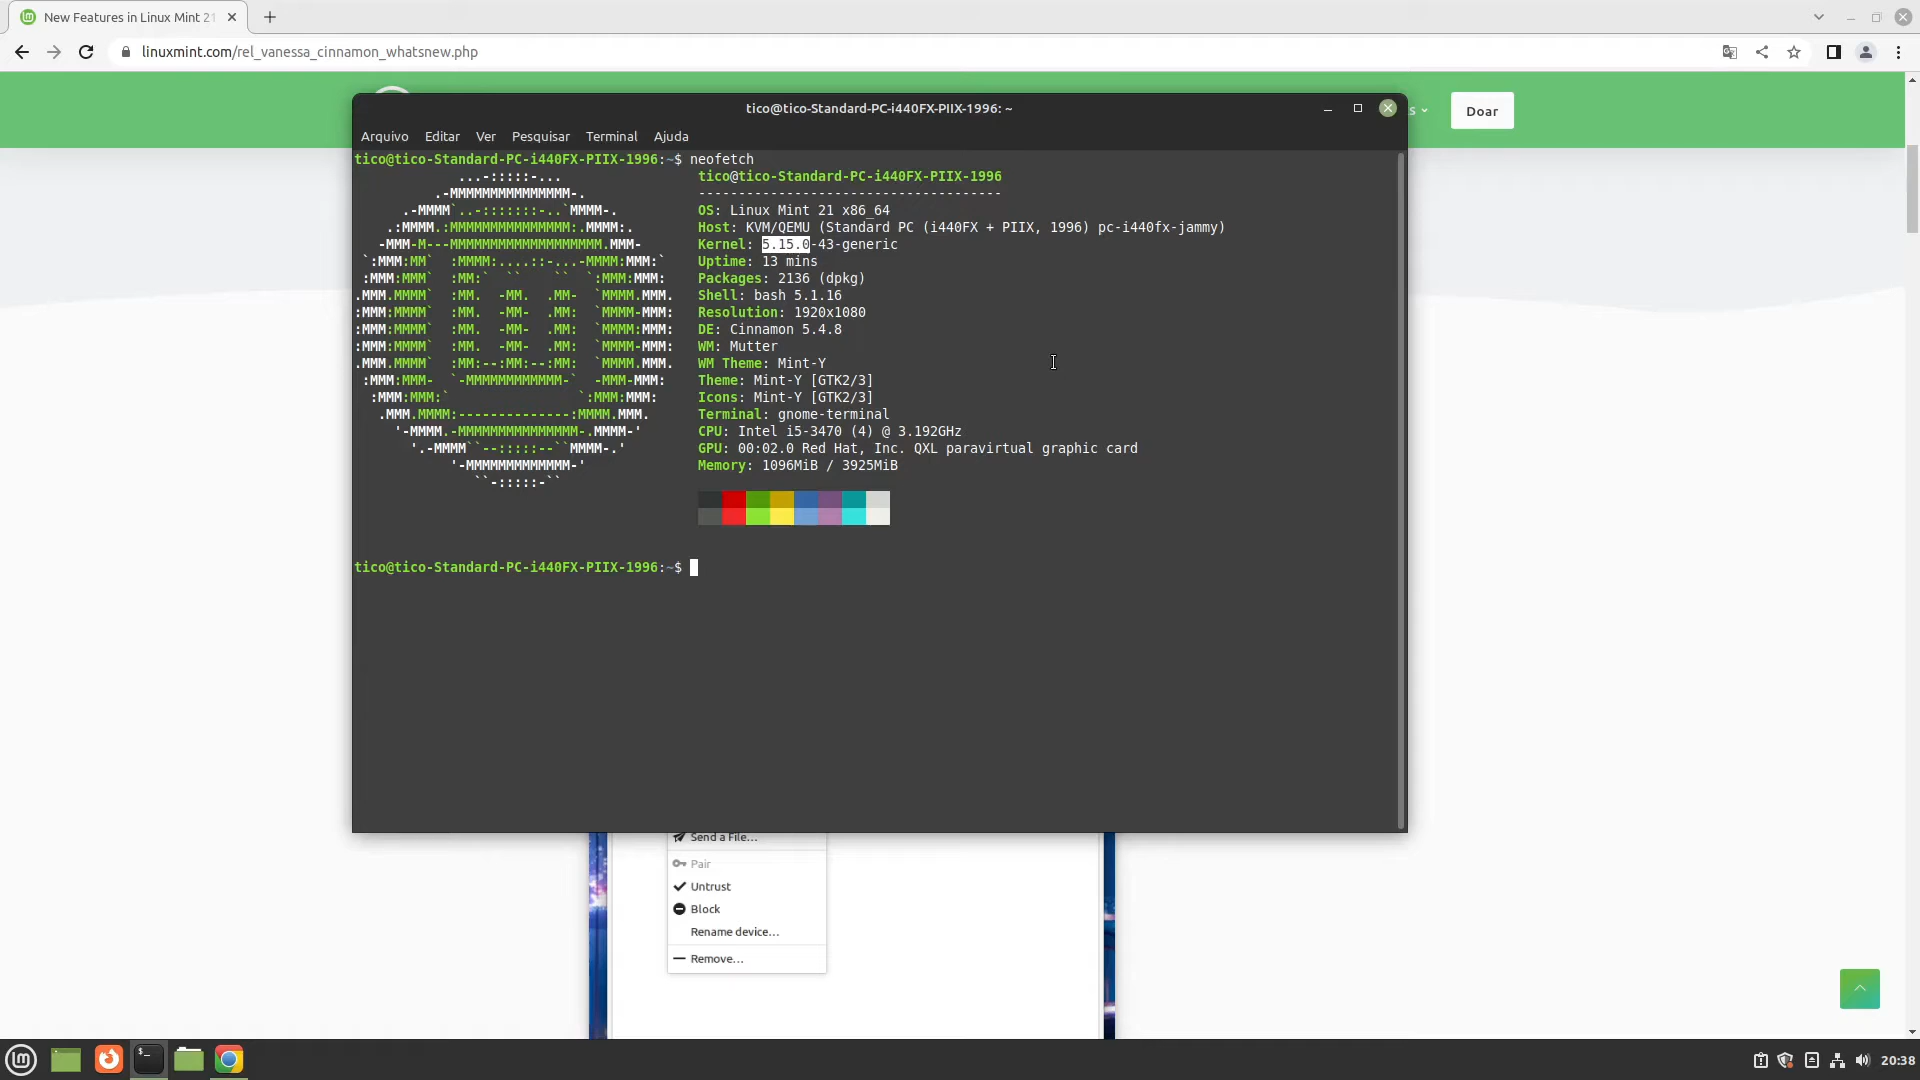 New Features in Linux Mint 21
linuxmint.com/rel_vanessa_cinnamon_whatsnew.php
s
Doar
tico@tico-Standard-PC-i440FX-PIIX-1996: ~
Arquivo Editar Ver Pesquisar Terminal Ajuda
tico@tico-Standard-PC-i440FX-PIIX-1996:~$ neofetch
tico@tico-Standard-PC-i440FX-PIIX-1996
--------------------------------------
OS: Linux Mint 21 x86_64
Host: KVM/QEMU (Standard PC (i440FX + PIIX, 1996) pc-i440fx-jammy)
Kernel: 5.15.0-43-generic
Uptime: 13 mins
Packages: 2136 (dpkg)
Shell: bash 5.1.16
Resolution: 1920x1080
DE: Cinnamon 5.4.8
WM: Mutter
WM Theme: Mint-Y
Theme: Mint-Y [GTK2/3]
Icons: Mint-Y [GTK2/3]
Terminal: gnome-terminal
CPU: Intel i5-3470 (4) @ 3.192GHz
GPU: 00:02.0 Red Hat, Inc. QXL paravirtual graphic card
Memory: 1096MiB / 3925MiB
tico@tico-Standard-PC-i440FX-PIIX-1996:~$
Send a File...
Pair
Untrust
Block
Rename device...
Remove...
20:38